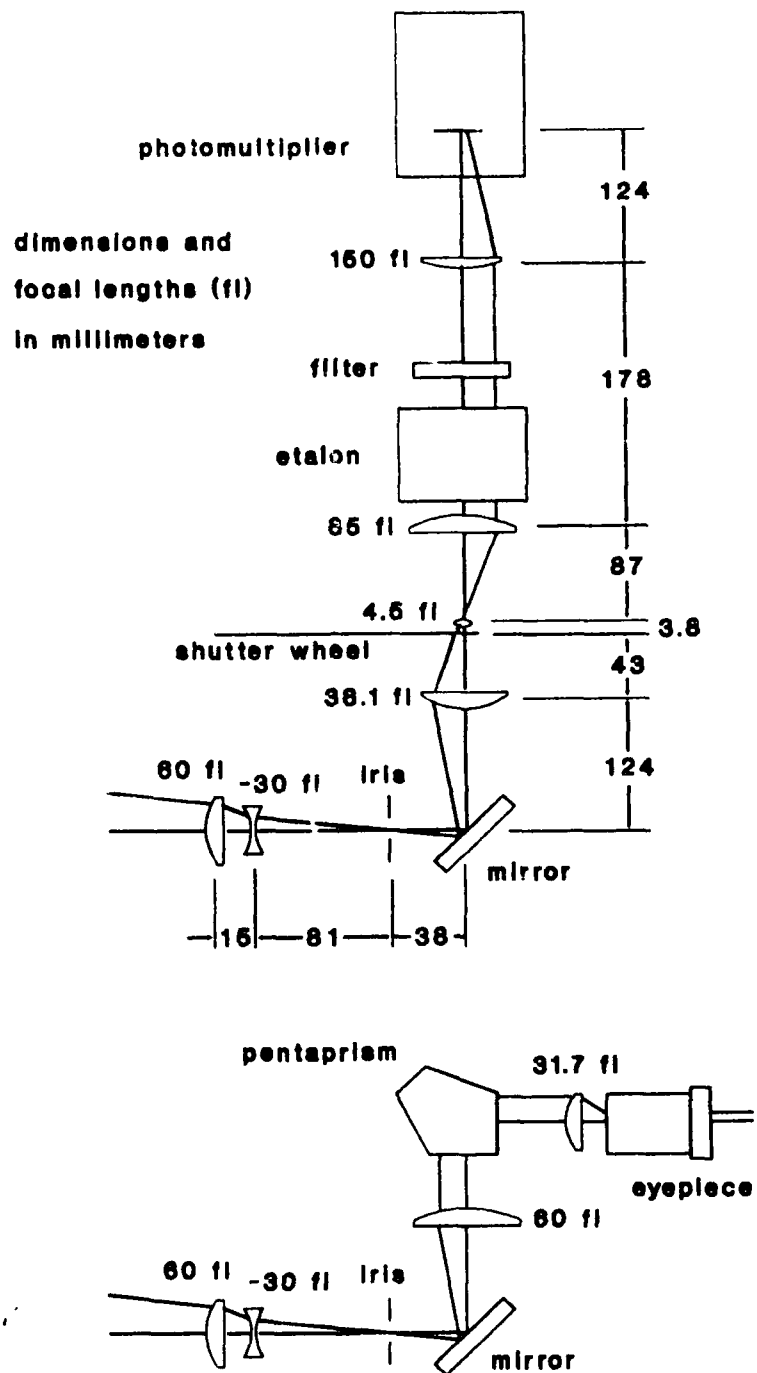 photomultiplier
124
dimensions and
focal lengths (fl)
in millimeters
150 fl
filter
178
etalon
85 fl
87
4.5 fl
3.8
shutter wheel
43
38.1 fl
124
60 fl
-30 fl
iris
mirror
15
81
38
pentaprism
31.7 fl
eyepiece
60 fl
60 fl
-30 fl
iris
mirror